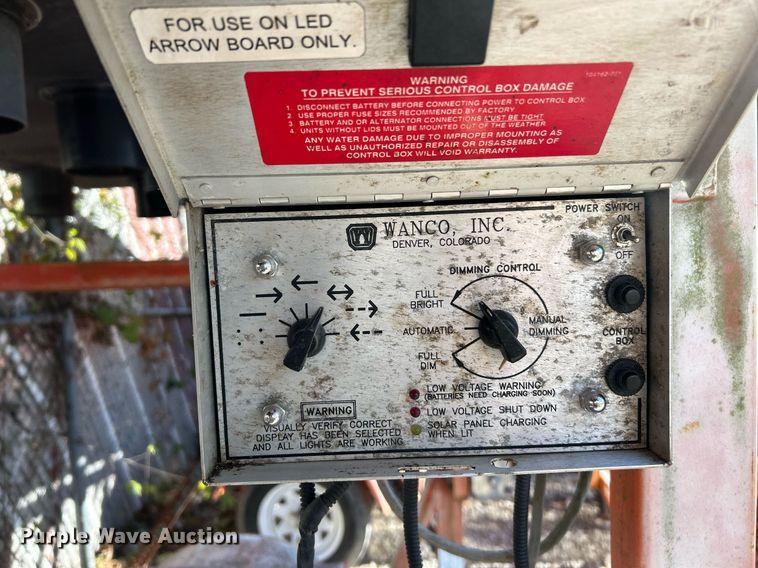 FOR USE ON LED
ARROW BOARD ONLY.
WARNING
TO PREVENT SERIOUS CONTROL BOX DAMAGE
1. DISCONNECT BATTERY BEFORE CONNECTING POWER TO CONTROL BOX
2. USE PROPER FUSE SIZES RECOMMENDED BY FACTORY
3. BATTERY AND OR ALTERNATOR CONNECTIONS MUST BE TIGHT
4. UNITS WITHOUT LIDS MUST BE MOUNTED OUT OF THE WEATHER
ANY WATER DAMAGE DUE TO IMPROPER MOUNTING AS
WELL AS UNAUTHORIZED REPAIR OR DISASSEMBLY OF
CONTROL BOX WILL VOID WARRANTY.
POWER SWITCH
ON
OFF
WANCO, INC.
DENVER, COLORADO
DIMMING CONTROL
FULL
BRIGHT
AUTOMATIC
MANUAL
DIMMING
FULL
DIM
CONTROL
BOX
LOW VOLTAGE WARNING
(BATTERIES NEED CHARGING SOON)
LOW VOLTAGE SHUT DOWN
SOLAR PANEL CHARGING
WHEN LIT
WARNING
VISUALLY VERIFY CORRECT
DISPLAY HAS BEEN SELECTED
AND ALL LIGHTS ARE WORKING
Purple Wave Auction